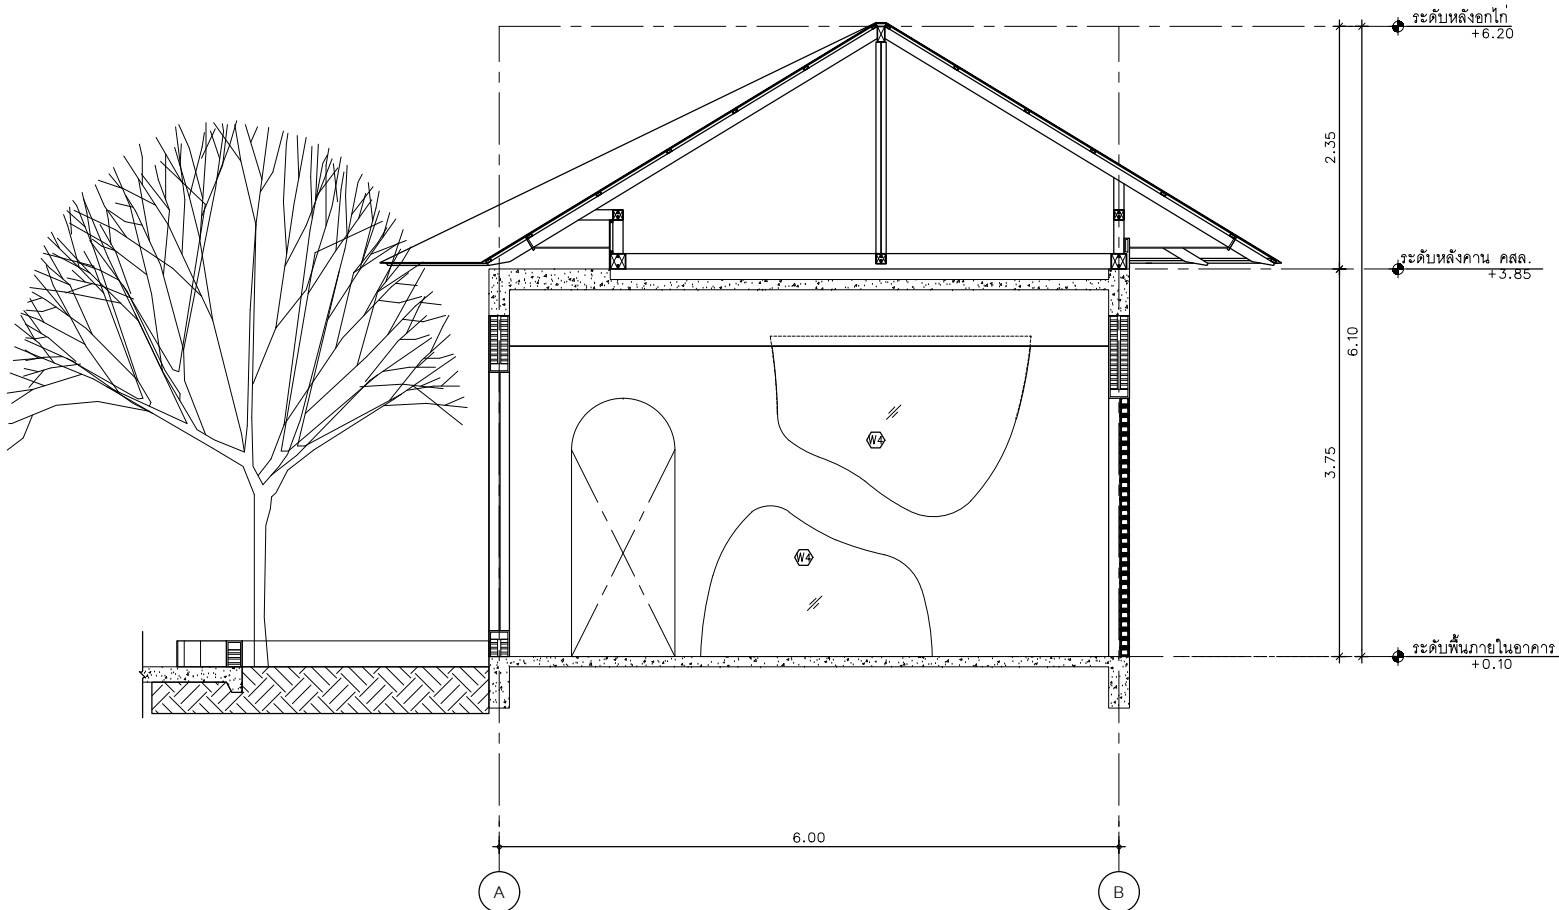 ระดับหลังอกไก่
+6.20
2.35
ระดับหลังคาน คสล.
+3.85
6.10
W4
3.75
W4
ระดับพื้นภายในอาคาร
+0.10
6.00
A
B